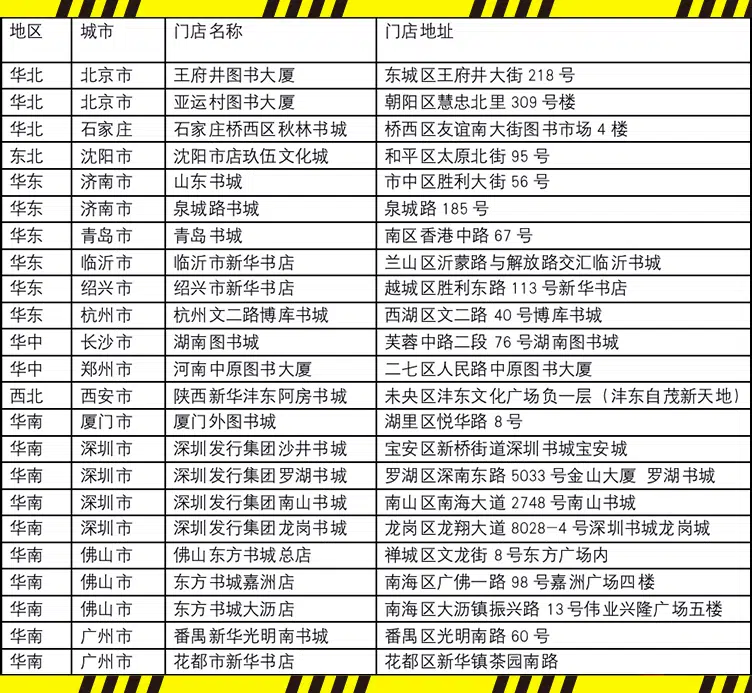 地区 城市 门店名称 门店地址
华北 北京市 王府井图书大厦 东城区王府井大街 218 号
华北 北京市 亚运村图书大厦 朝阳区慧忠北里 309 号楼
华北 石家庄 石家庄桥西区秋林书城 桥西区友谊南大街图书市场 4 楼
东北 沈阳市 沈阳市店玖伍文化城 和平区太原北街 95 号
华东 济南市 山东书城 市中区胜利大街 56 号
华东 济南市 泉城路书城 泉城路 185 号
华东 青岛市 青岛书城 南区香港中路 67 号
华东 临沂市 临沂市新华书店 兰山区沂蒙路与解放路交汇临沂书城
华东 绍兴市 绍兴市新华书店 越城区胜利东路 113 号新华书店
华东 杭州市 杭州文二路博库书城 西湖区文二路 40 号博库书城
华中 长沙市 湖南图书城 芙蓉中路二段 76 号湖南图书城
华中 郑州市 河南中原图书大厦 二七区人民路中原图书大厦
西北 西安市 陕西新华沣东阿房书城 未央区沣东文化广场负一层（沣东自茂新天地）
华南 厦门市 厦门外图书城 湖里区悦华路 8 号
华南 深圳市 深圳发行集团沙井书城 宝安区新桥街道深圳书城宝安城
华南 深圳市 深圳发行集团罗湖书城 罗湖区深南东路 5033 号金山大厦 罗湖书城
华南 深圳市 深圳发行集团南山书城 南山区南海大道 2748 号南山书城
华南 深圳市 深圳发行集团龙岗书城 龙岗区龙翔大道 8028-4 号深圳书城龙岗城
华南 佛山市 佛山东方书城总店 禅城区文龙街 8 号东方广场内
华南 佛山市 东方书城嘉洲店 南海区广佛一路 98 号嘉洲广场四楼
华南 佛山市 东方书城大沥店 南海区大沥镇振兴路 13 号伟业兴隆广场五楼
华南 广州市 番禺新华光明南书城 番禺区光明南路 60 号
华南 广州市 花都市新华书店 花都区新华镇茶园南路